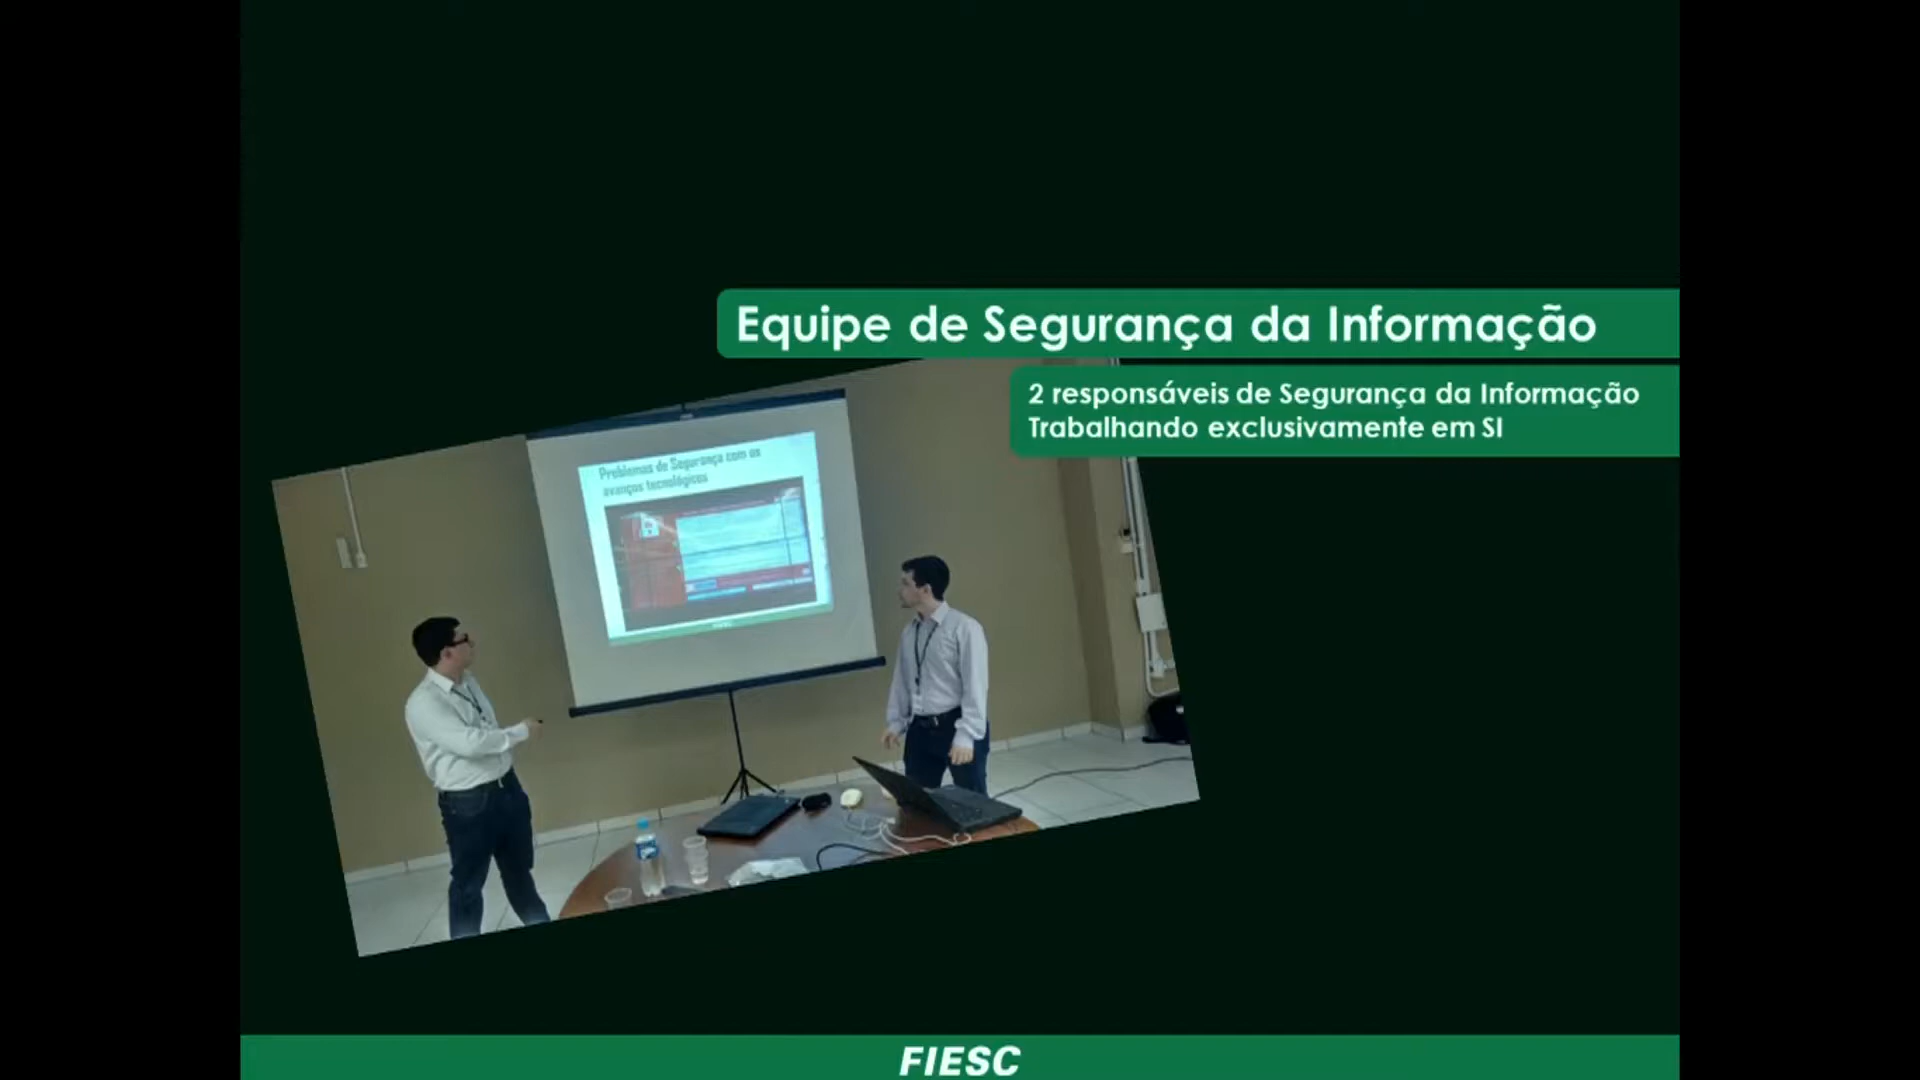 Equipe de Segurança da Informação
2 responsáveis de Segurança da Informação
Trabalhando exclusivamente em SI
Problemas de Segurança com os
avanços tecnológicos
FIESC